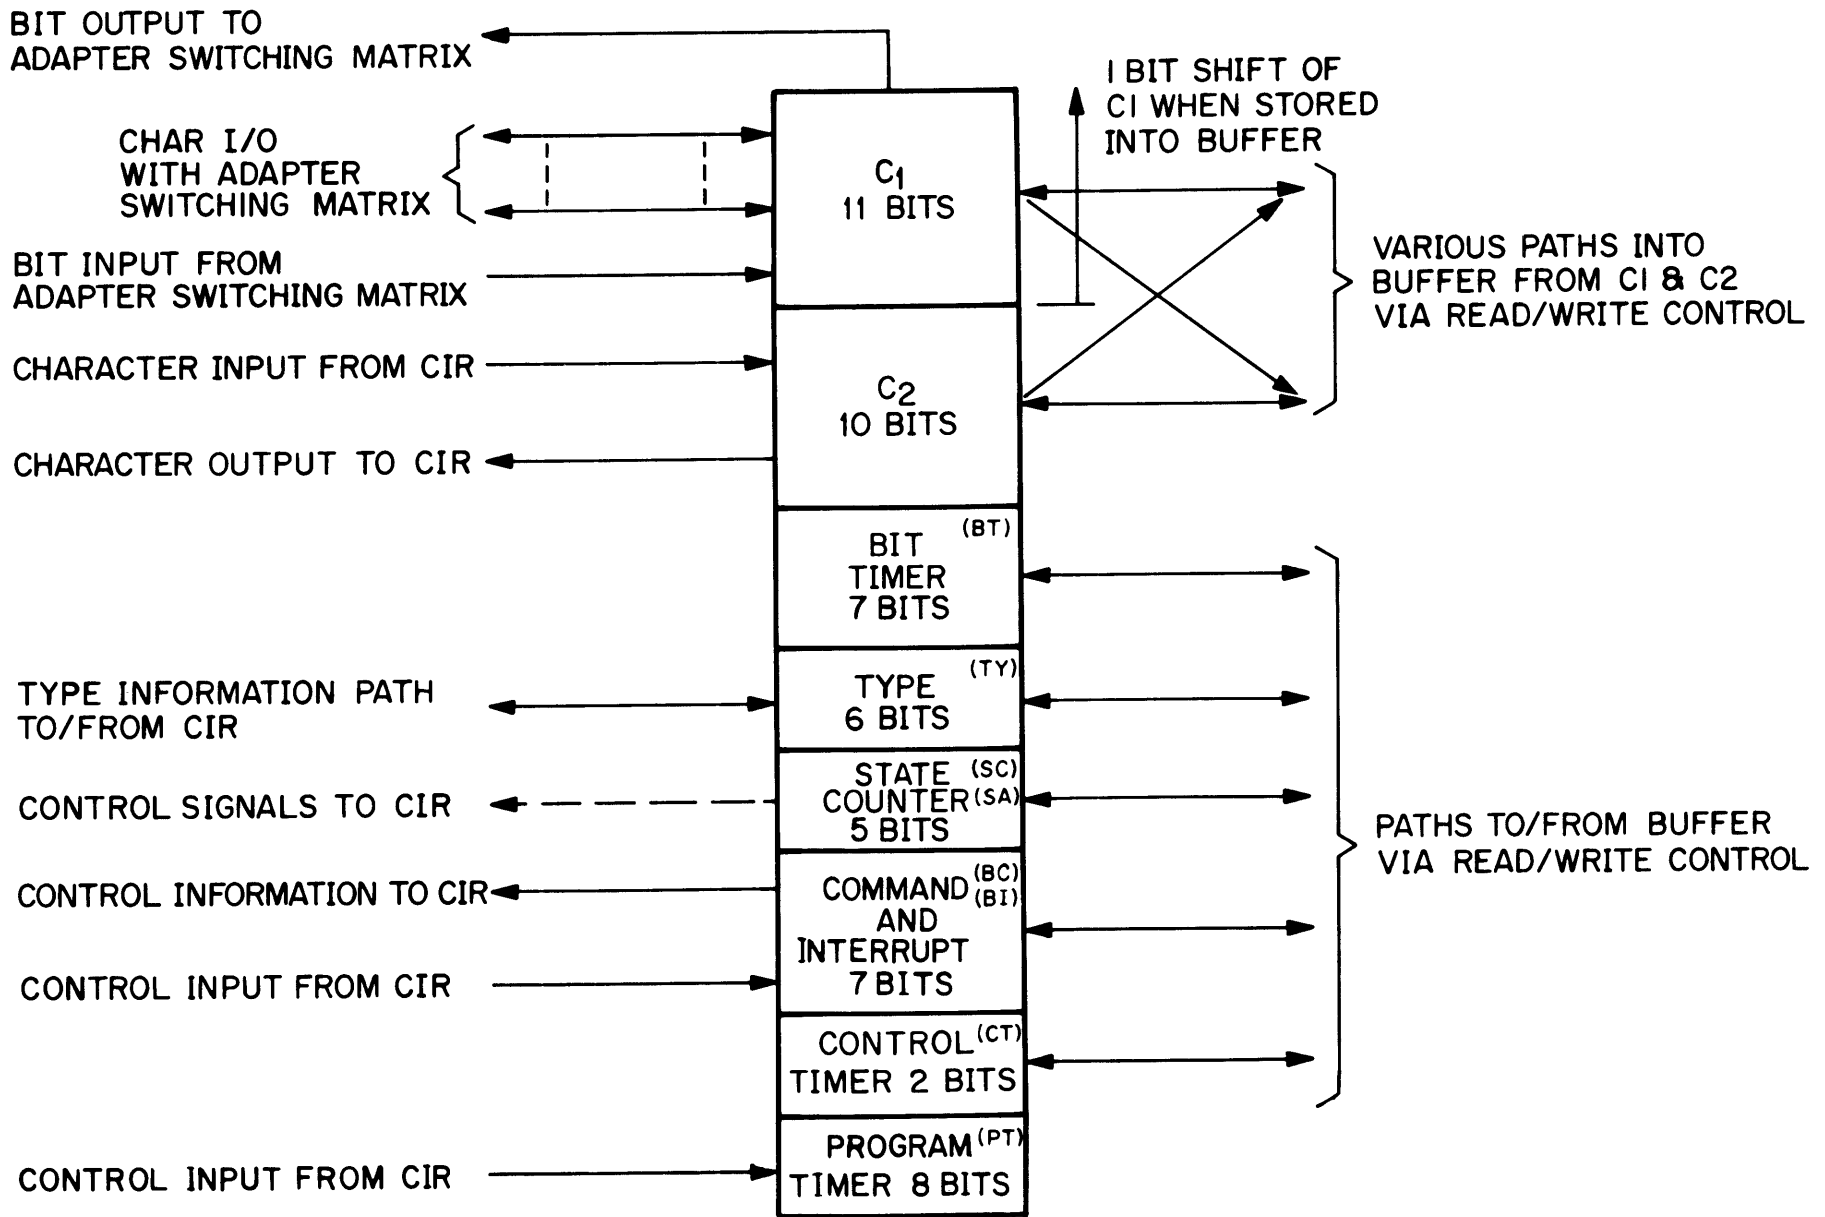 BIT OUTPUT TO
ADAPTER SWITCHING MATRIX
CHAR I/O
WITH ADAPTER
SWITCHING MATRIX
BIT INPUT FROM
ADAPTER SWITCHING MATRIX
CHARACTER INPUT FROM CIR
CHARACTER OUTPUT TO CIR
TYPE INFORMATION PATH
TO/FROM CIR
CONTROL SIGNALS TO CIR
CONTROL INFORMATION TO CIR
CONTROL INPUT FROM CIR
CONTROL INPUT FROM CIR
C1
11 BITS
C2
10 BITS
(BT)
BIT
TIMER
7 BITS
(TY)
TYPE
6 BITS
STATE (SC)
COUNTER (SA)
5 BITS
COMMAND (BC)
(BI)
AND
INTERRUPT
7 BITS
CONTROL (CT)
TIMER 2 BITS
PROGRAM (PT)
TIMER 8 BITS
1 BIT SHIFT OF
C1 WHEN STORED
INTO BUFFER
VARIOUS PATHS INTO
BUFFER FROM C1 & C2
VIA READ/WRITE CONTROL
PATHS TO/FROM BUFFER
VIA READ/WRITE CONTROL